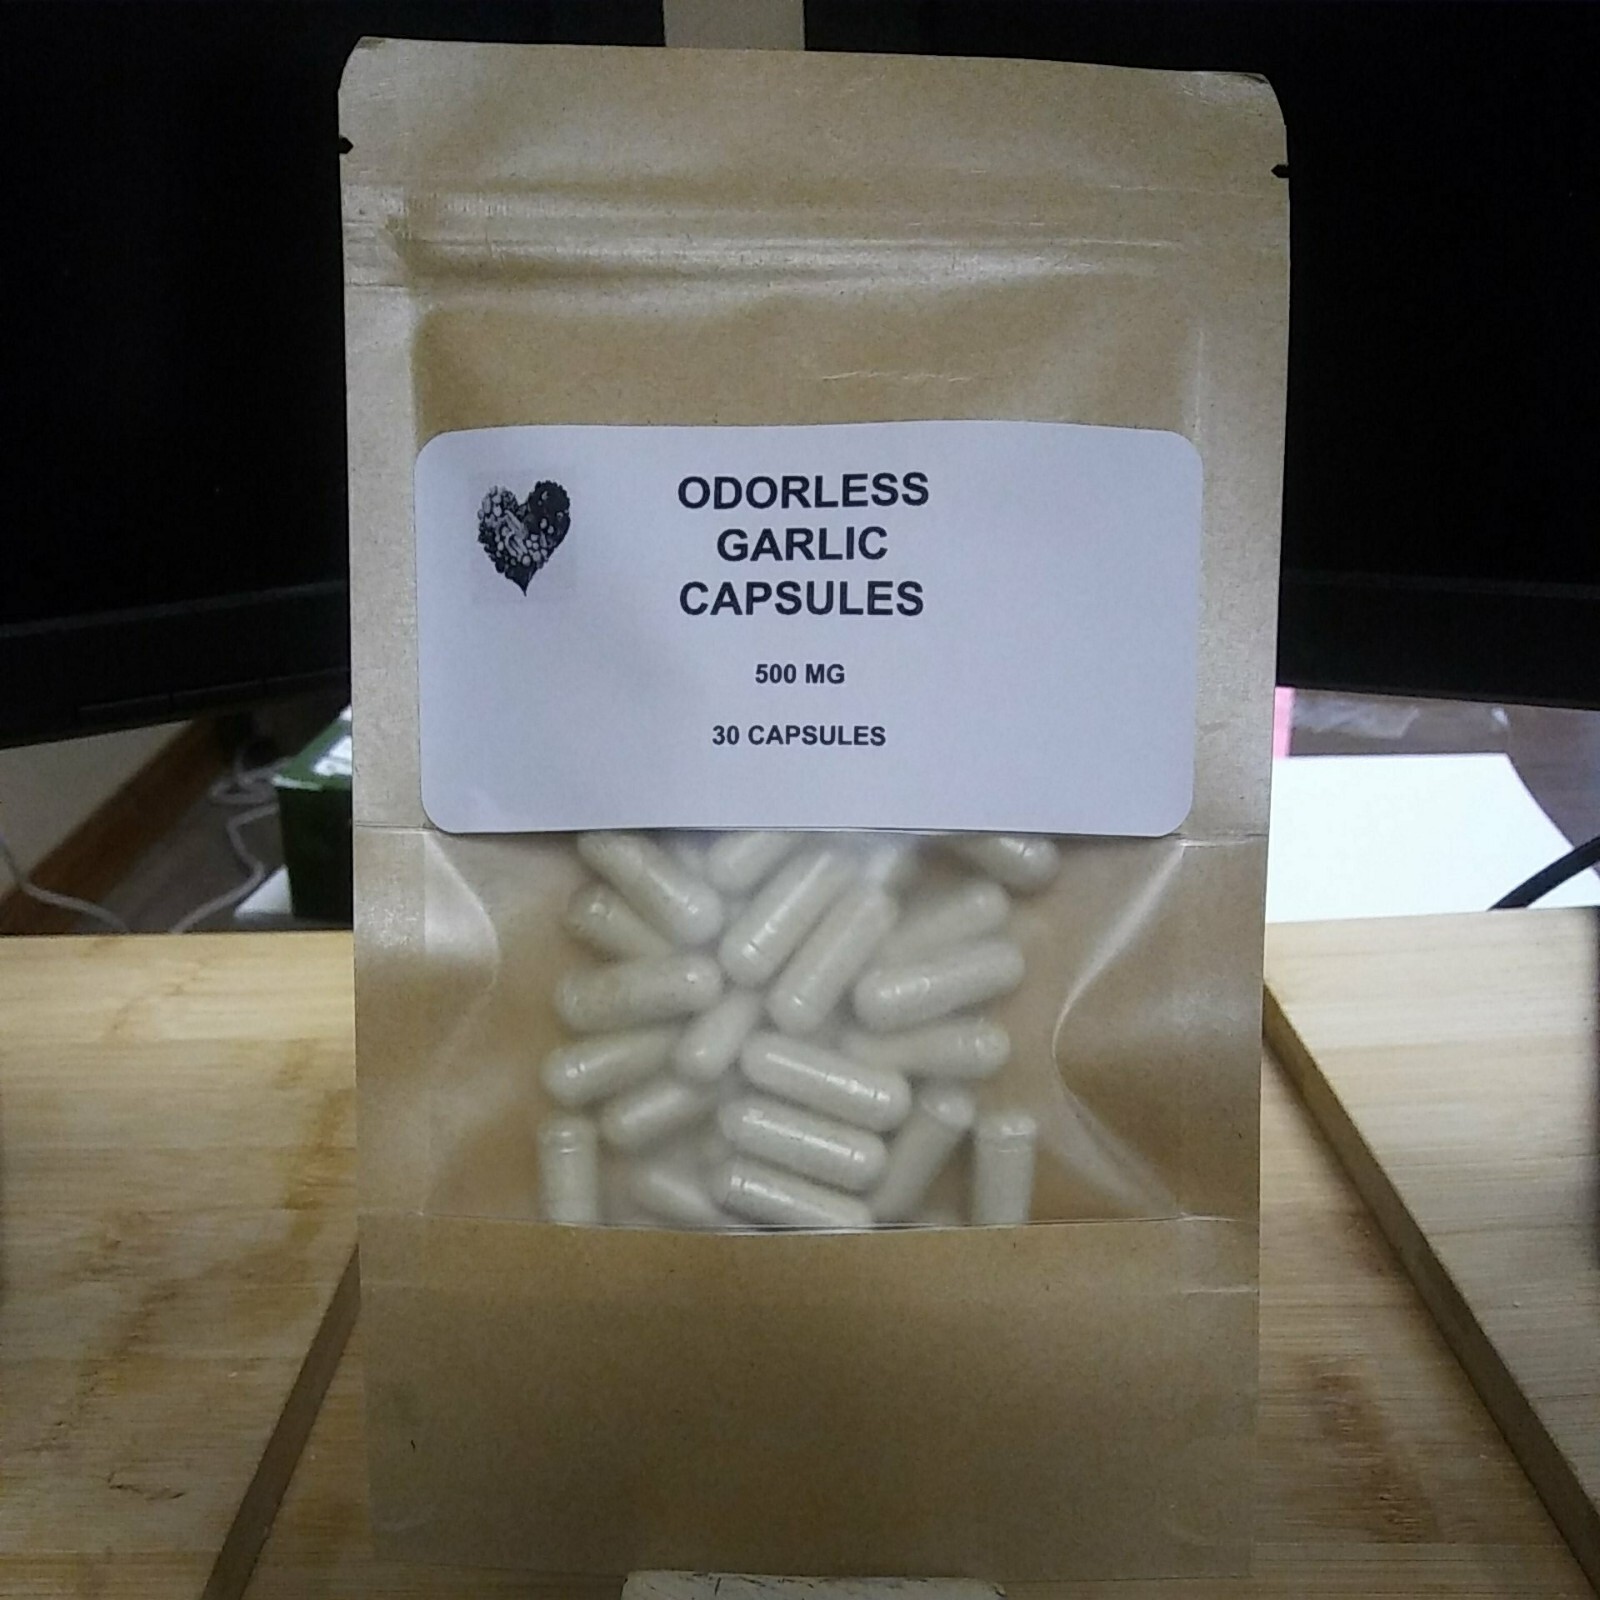 ODORLESS
GARLIC
CAPSULES
500 MG
30 CAPSULES